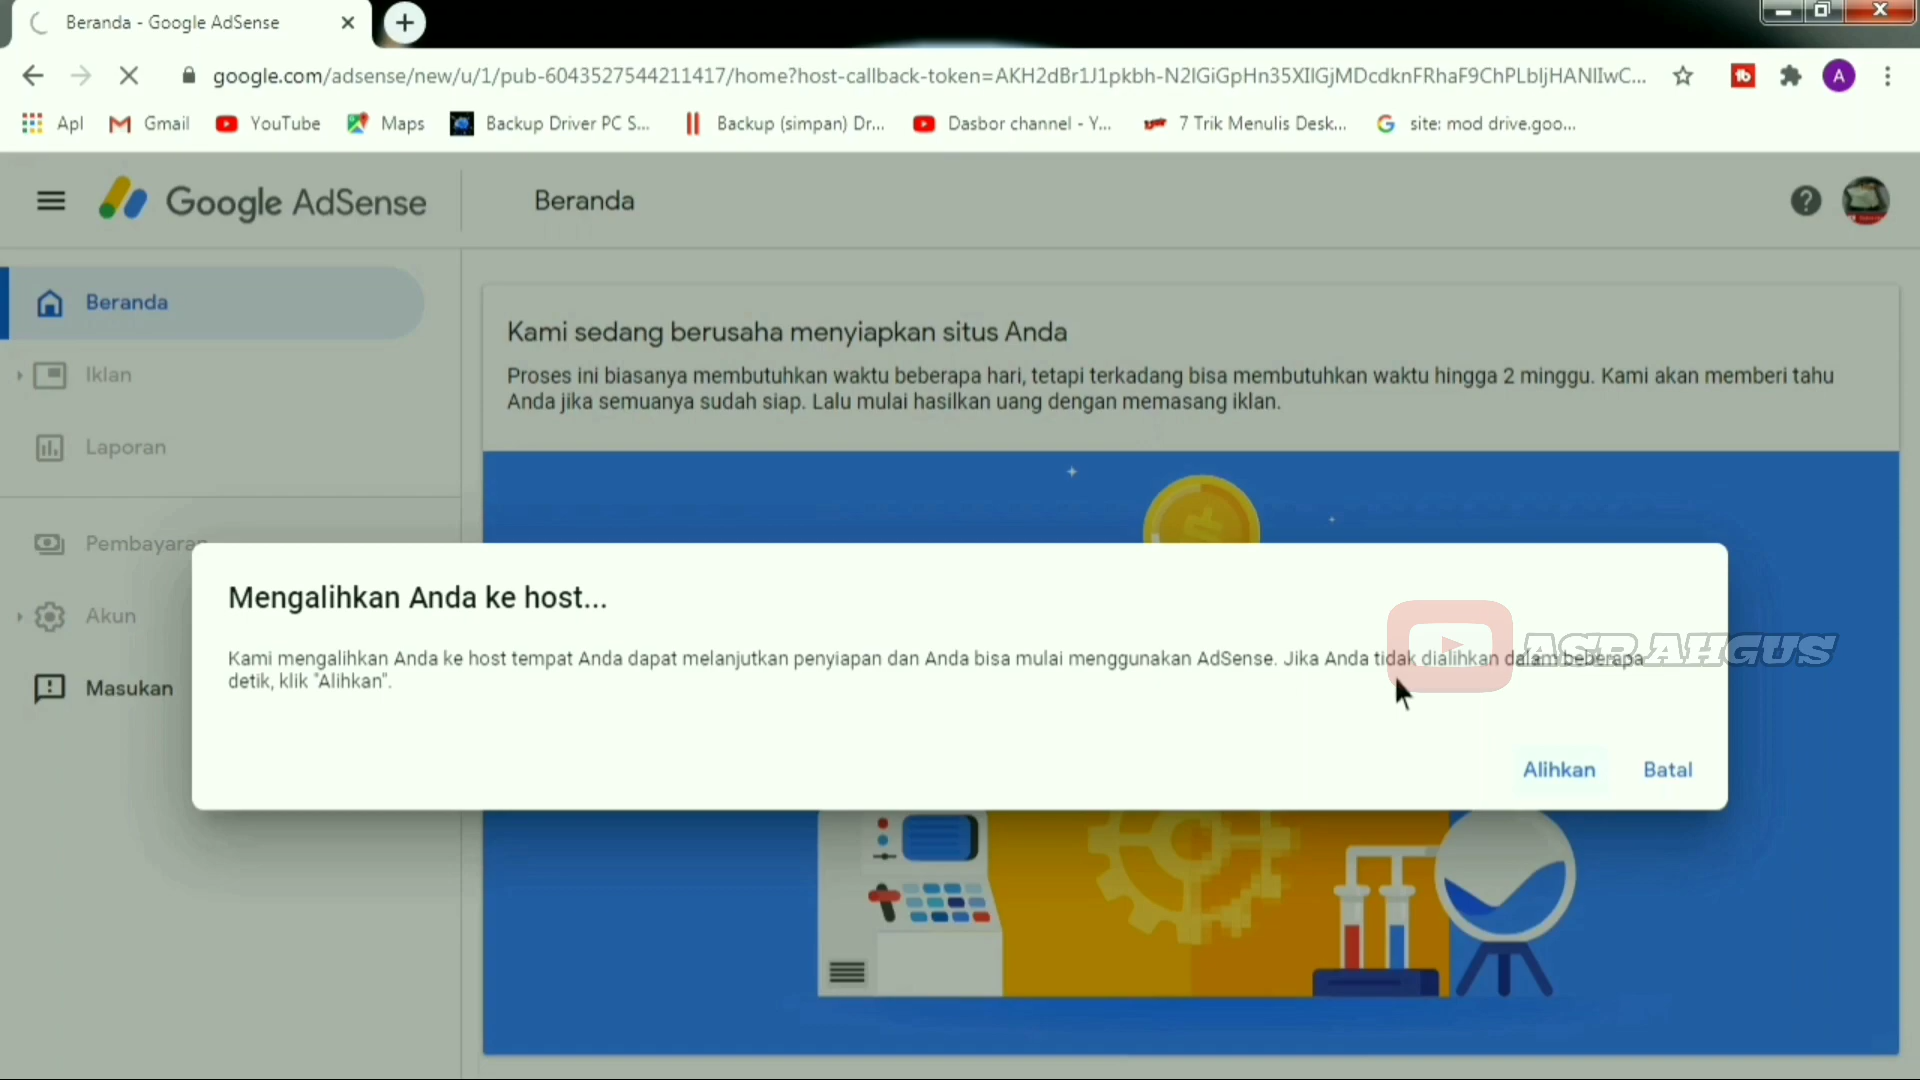 Beranda - Google AdSense
google.com/adsense/new/u/1/pub-6043527544211417/home?host-callback-token=
Apl
Gmail
YouTube
Maps
Backup Driver PC S...
Backup (simpan) Dr...
Dasbor channel - Y...
7 Trik Menulis Desk...
site: mod drive.goo...
A
Google AdSense
Beranda
Beranda
Iklan
Laporan
Pembayaran
Akun
Masukan
Kami sedang berusaha menyiapkan situs Anda
Proses ini biasanya membutuhkan waktu beberapa hari, tetapi terkadang bisa membutuhkan waktu hingga 2 minggu. Kami akan memberi tahu
Anda jika semuanya sudah siap. Lalu mulai hasilkan uang dengan memasang iklan.
Mengalihkan Anda ke host...
Kami mengalihkan Anda ke host tempat Anda dapat melanjutkan penyiapan dan Anda bisa mulai menggunakan AdSense. Jika Anda tidak dialihkan dalam beberapa
detik, klik "Alihkan".
ASR AHGUS
Alihkan
Batal